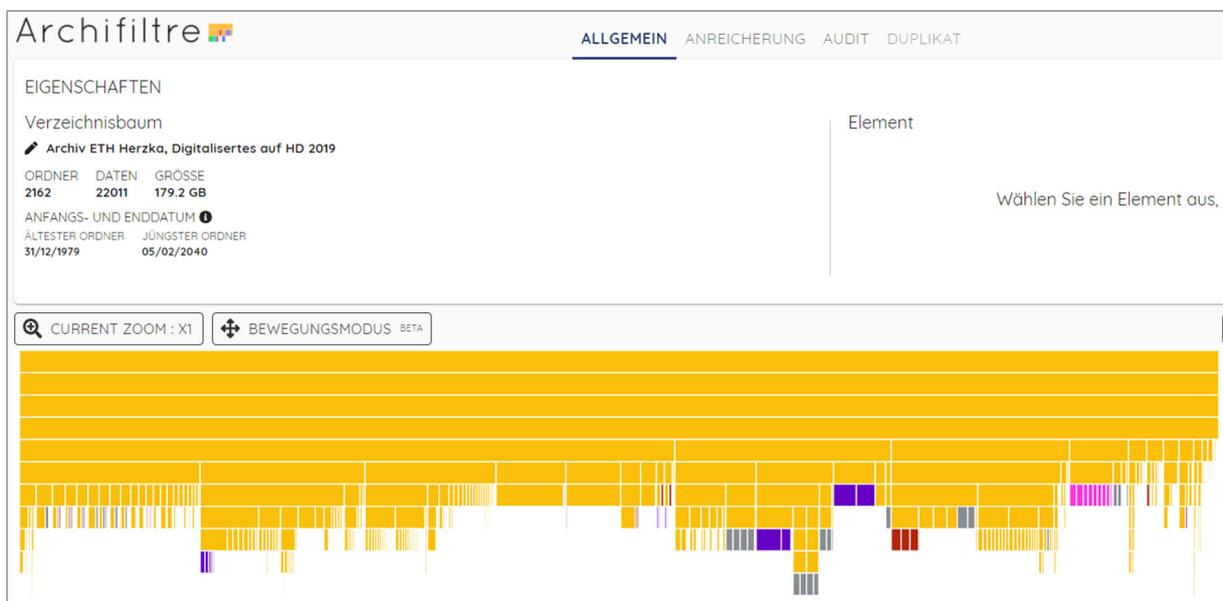 Archifiltre
ALLGEMEIN ANREICHERUNG AUDIT DUPLIKAT
EIGENSCHAFTEN
Verzeichnisbaum
Archiv ETH Herzka, Digitalisertes auf HD 2019
ORDNER DATEN GRÖSSE
2162 22011 179.2 GB
ANFANGS- UND ENDDATUM
ÄLTESTER ORDNER JÜNGSTER ORDNER
31/12/1979 05/02/2040
Element
Wählen Sie ein Element aus,
CURRENT ZOOM : X1 BEWEGUNGSMODUS BETA